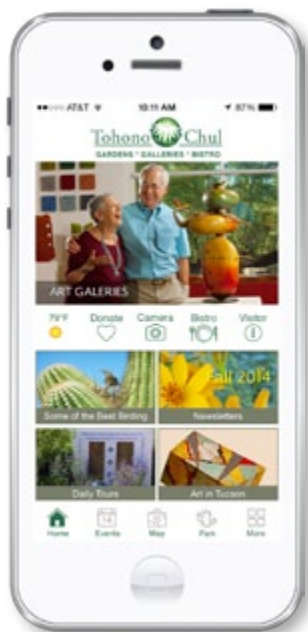 AT&T 10:11 AM 87%
Tohono Chul
GARDENS * GALLERIES * BISTRO
ART GALERIES
79°F Donate Camera Bistro Visitor
Fall 2014
Some of the Best Birding Newsletters
Daily Tours Art in Tucson
Home Events Map Park More